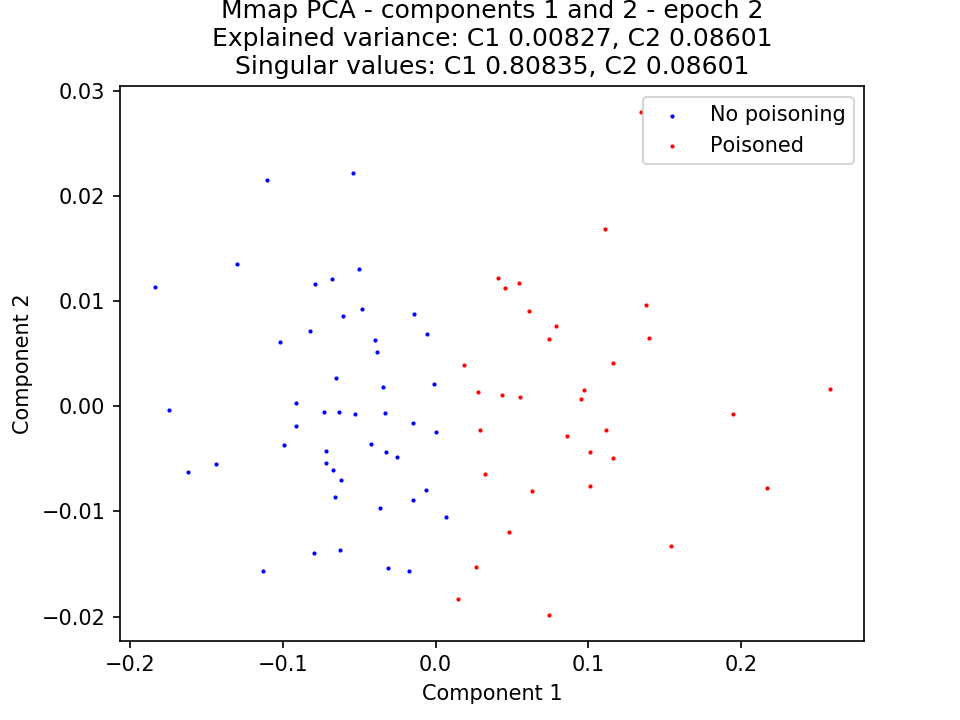 Mmap PCA - components 1 and 2 - epoch 2
Explained variance: C1 0.00827, C2 0.08601
Singular values: C1 0.80835, C2 0.08601
No poisoning
Poisoned
0.03
0.02
0.01
0.00
−0.01
−0.02
Component 2
−0.2
−0.1
0.0
0.1
0.2
Component 1